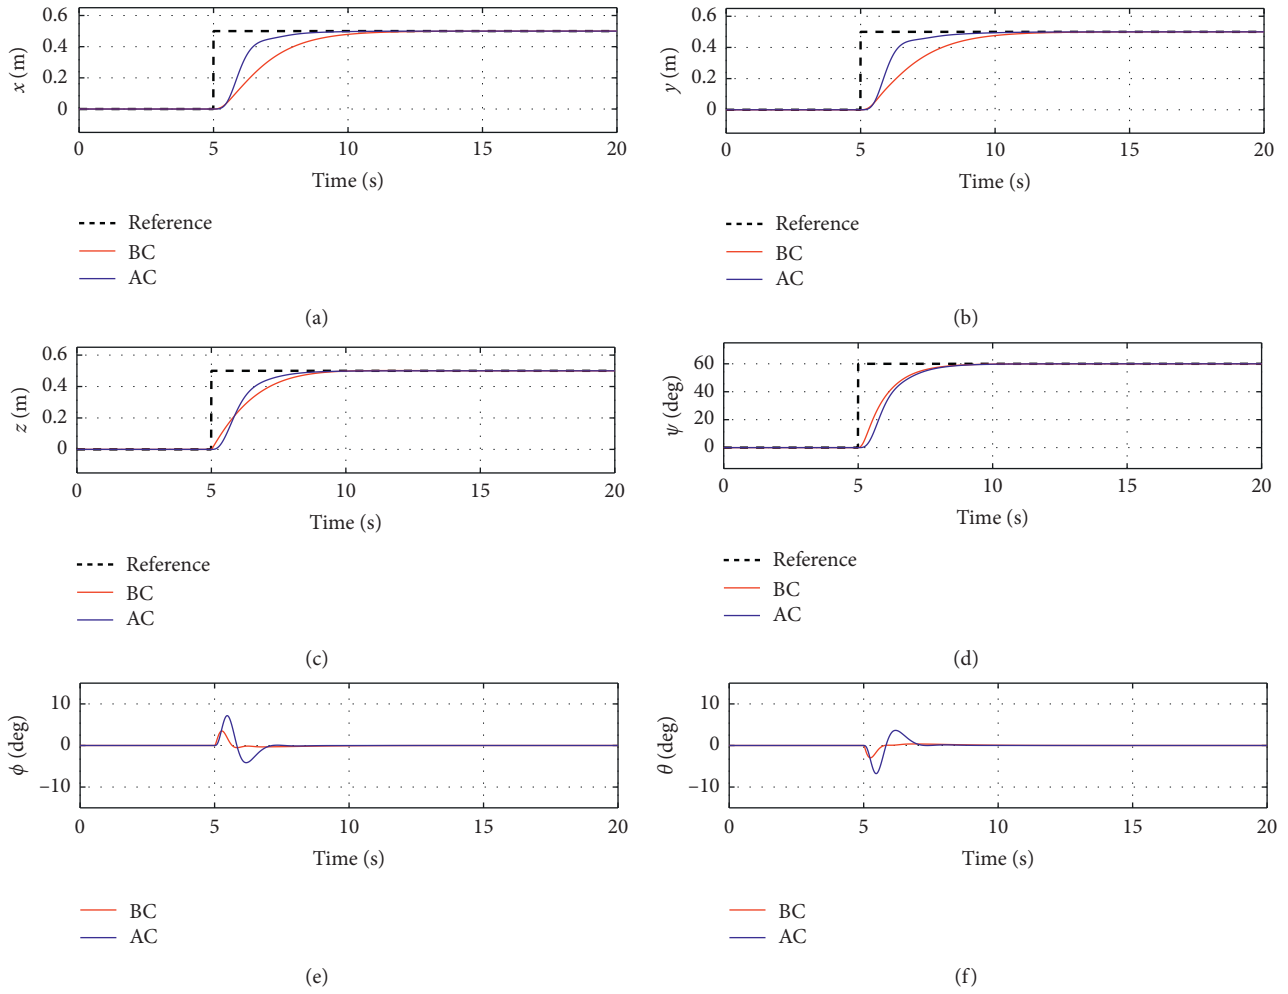 0.6
0.4
0.2
0
x (m)
0
5
10
15
20
Time (s)
Reference
BC
AC
(a)
0.6
0.4
0.2
0
y (m)
0
5
10
15
20
Time (s)
Reference
BC
AC
(b)
0.6
0.4
0.2
0
z (m)
0
5
10
15
20
Time (s)
Reference
BC
AC
(c)
60
40
20
0
ψ (deg)
0
5
10
15
20
Time (s)
Reference
BC
AC
(d)
10
0
−10
ϕ (deg)
0
5
10
15
20
Time (s)
BC
AC
(e)
10
0
−10
θ (deg)
0
5
10
15
20
Time (s)
BC
AC
(f)